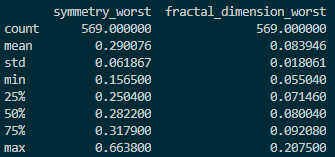 symmetry_worst fractal_dimension_worst
count 569.000000 569.000000
mean 0.290076 0.083946
std 0.061867 0.018061
min 0.156500 0.055040
25% 0.250400 0.071460
50% 0.282200 0.080040
75% 0.317900 0.092080
max 0.663800 0.207500